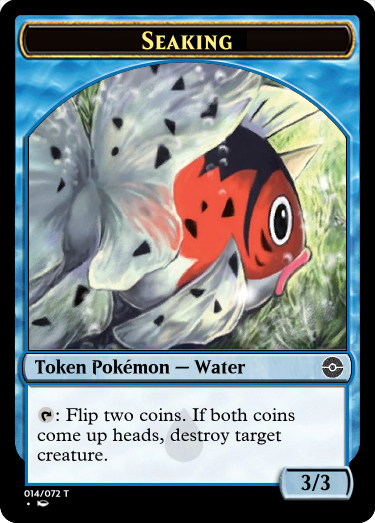 SEAKING
Token Pokémon — Water
: Flip two coins. If both coins
come up heads, destroy target
creature.
3/3
014/072 T